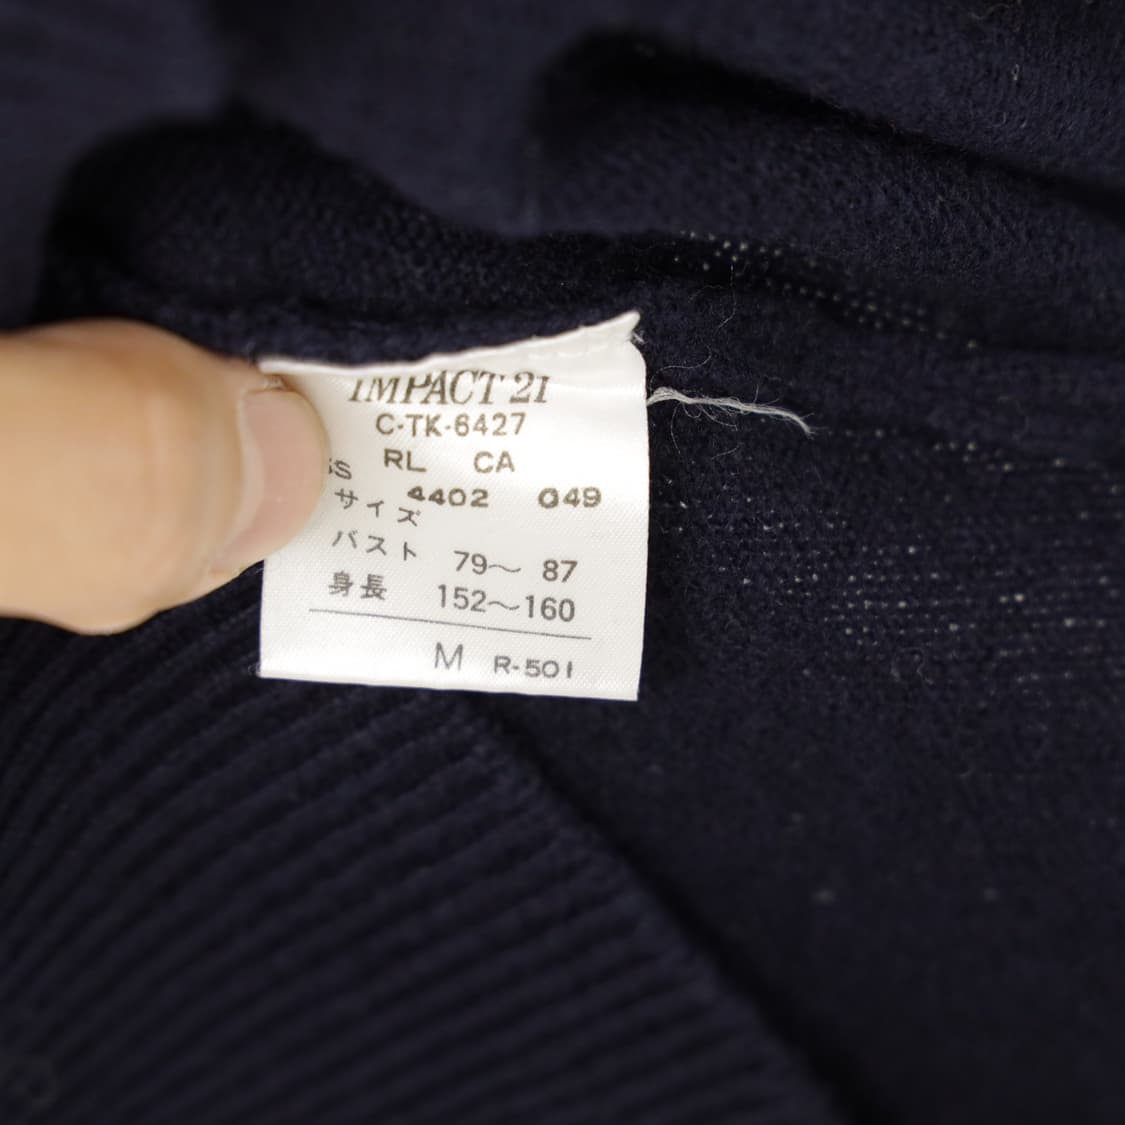 IMPACT 21
C-TK-6427
SS RL CA
4402 049
サイズ
バスト 79～ 87
身長 152～160
M R-501